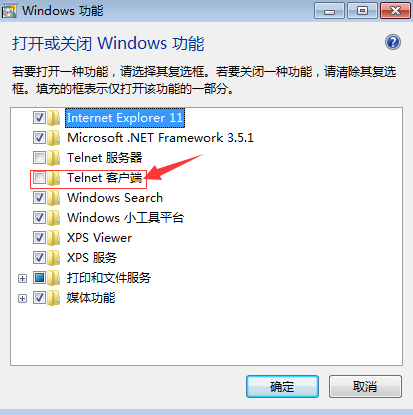 Windows 功能
打开或关闭 Windows 功能
若要打开一种功能，请选择其复选框。若要关闭一种功能，请清除其复选
框。填充的框表示仅打开该功能的一部分。
Internet Explorer 11
Microsoft .NET Framework 3.5.1
Telnet 服务器
Telnet 客户端
Windows Search
Windows 小工具平台
XPS Viewer
XPS 服务
打印和文件服务
媒体功能
确定
取消